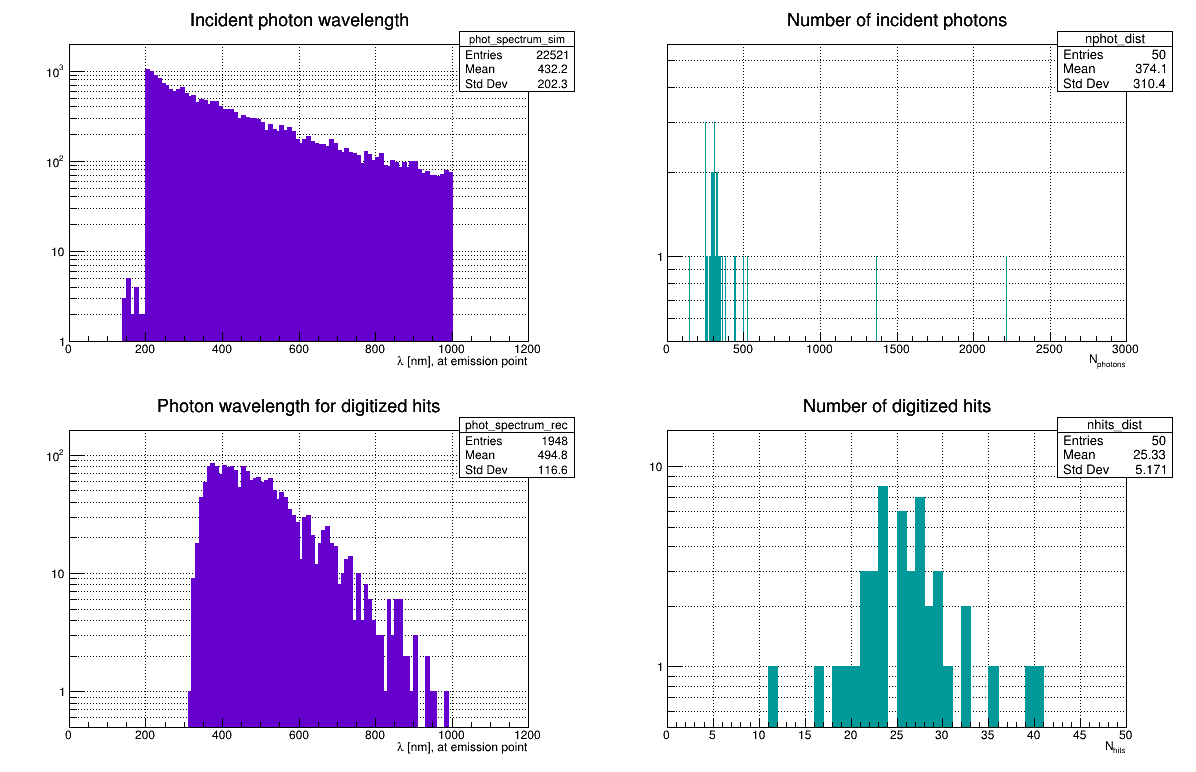 Incident photon wavelength
phot_spectrum_sim
Entries 22521
Mean 432.2
Std Dev 202.3
10³
10²
10
1
0 200 400 600 800 1000 1200
λ [nm], at emission point
Number of incident photons
nphot_dist
Entries 50
Mean 374.1
Std Dev 310.4
1
0 500 1000 1500 2000 2500 3000
N_photons
Photon wavelength for digitized hits
phot_spectrum_rec
Entries 1948
Mean 494.8
Std Dev 116.6
10²
10
1
0 200 400 600 800 1000 1200
λ [nm], at emission point
Number of digitized hits
nhits_dist
Entries 50
Mean 25.33
Std Dev 5.171
10
1
0 5 10 15 20 25 30 35 40 45 50
N_hits